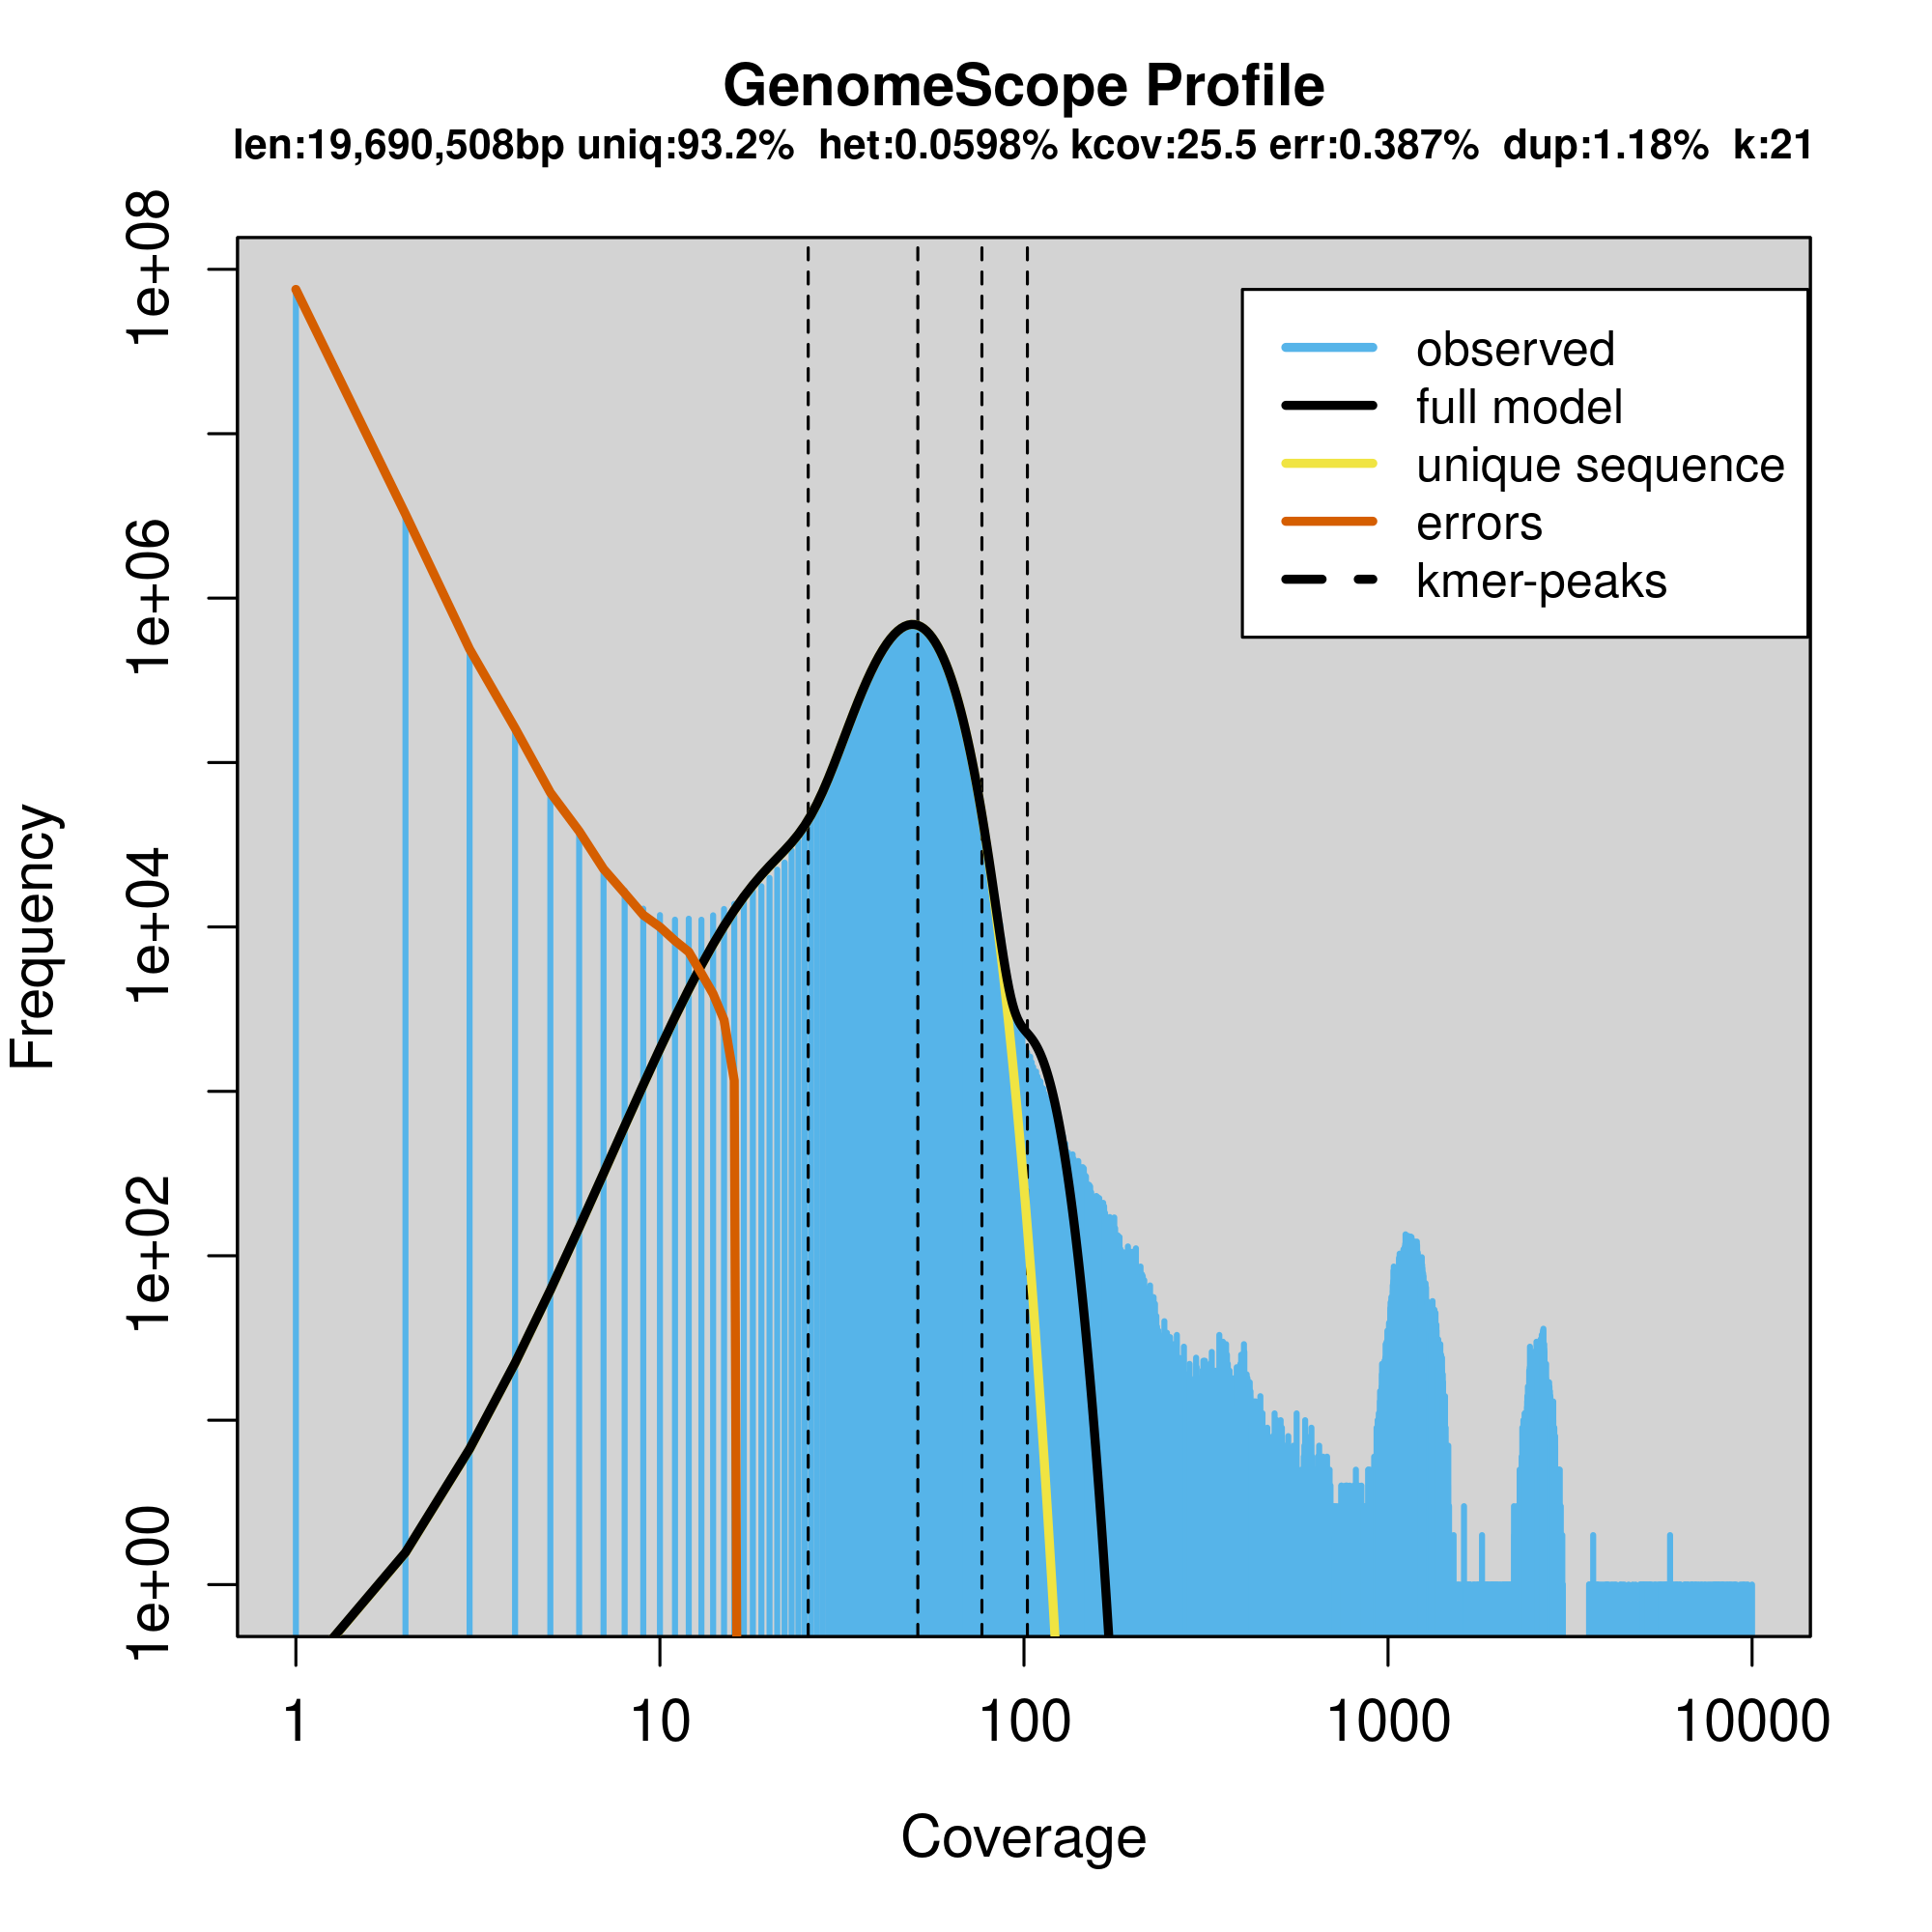 GenomeScope Profile
len:19,690,508bp uniq:93.2% het:0.0598% kcov:25.5 err:0.387% dup:1.18% k:21
1e+08
1e+06
1e+04
1e+02
1e+00
Frequency
observed
full model
unique sequence
errors
kmer-peaks
1
10
100
1000
10000
Coverage